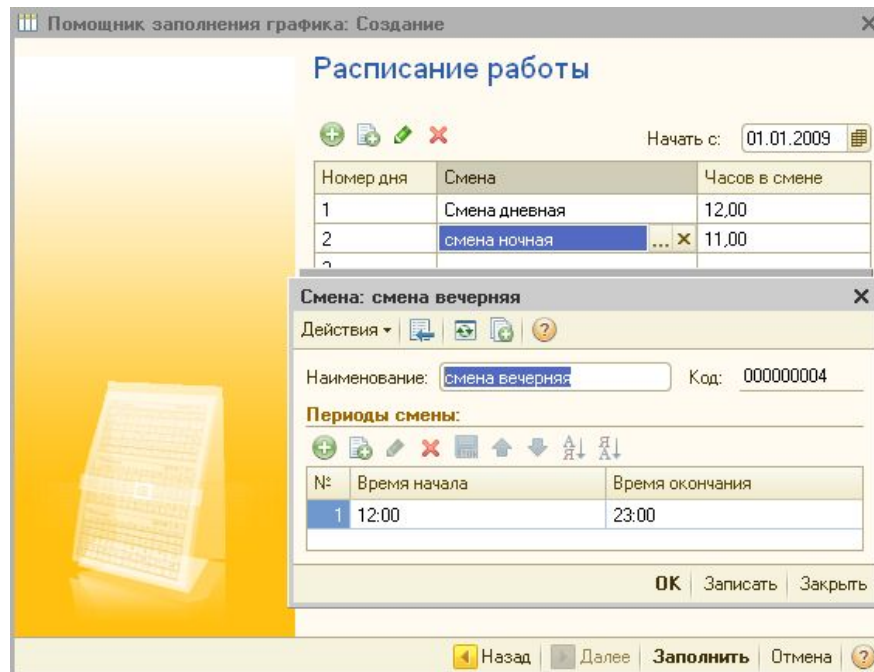 Помощник заполнения графика: Создание
Расписание работы
Начать с: 01.01.2009
Номер дня Смена Часов в смене
1 Смена дневная 12,00
2 смена ночная ... 11,00
Смена: смена вечерняя
Действия
Наименование: смена вечерняя Код: 000000004
Периоды смены:
№ Время начала Время окончания
1 12:00 23:00
OK Записать Закрыть
Назад Далее Заполнить Отмена